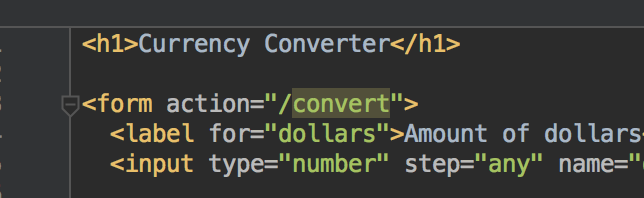 <h1>Currency Converter</h1>
<form action="/convert">
<label for="dollars">Amount of dollars
<input type="number" step="any" name="